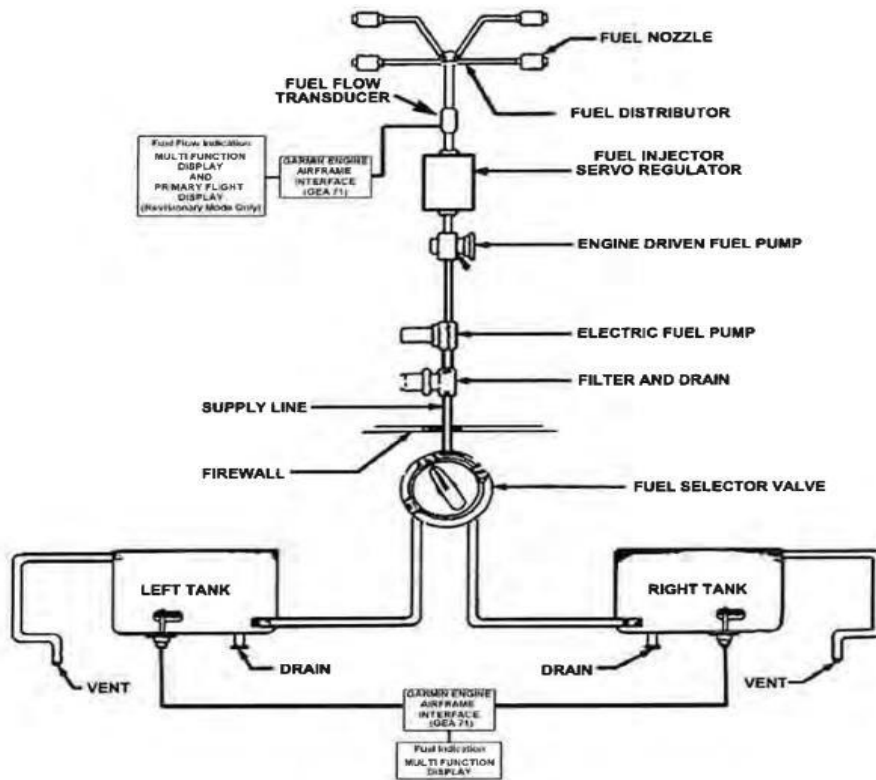 FUEL NOZZLE
FUEL FLOW
TRANSDUCER
FUEL DISTRIBUTOR
Fuel Flow Indication
MULTI FUNCTION
DISPLAY
AND
PRIMARY FLIGHT
DISPLAY
(Revisionary Mode Only)
GARMIN ENGINE
AIRFRAME
INTERFACE
(GEA 71)
FUEL INJECTOR
SERVO REGULATOR
ENGINE DRIVEN FUEL PUMP
ELECTRIC FUEL PUMP
FILTER AND DRAIN
SUPPLY LINE
FIREWALL
FUEL SELECTOR VALVE
LEFT TANK
RIGHT TANK
DRAIN
DRAIN
VENT
VENT
GARMIN ENGINE
AIRFRAME
INTERFACE
(GEA 71)
Fuel Indication
MULTI FUNCTION
DISPLAY